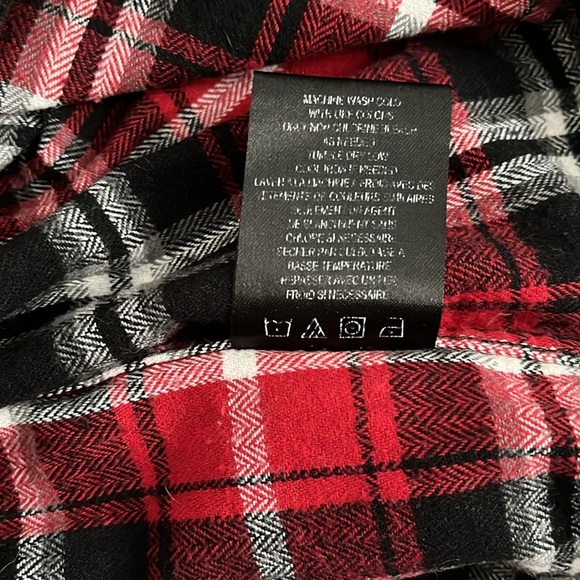 MACHINE WASH COLD
WITH LIKE COLORS
ONLY NON-CHLORINE BLEACH
AS NEEDED
TUMBLE DRY LOW
COOL IRON AS NEEDED
LAVER A LA MACHINE A FROID AVEC DES
VETEMENTS DE COULEURS SIMILAIRES
SEULEMENT UN AGENT
DE BLANCHIMENT SANS
CHLORE SI NECESSAIRE
SECHER PAR CULBUTAGE A
BASSE TEMPERATURE
REPASSER AVEC UN FER
FROID SI NECESSAIRE